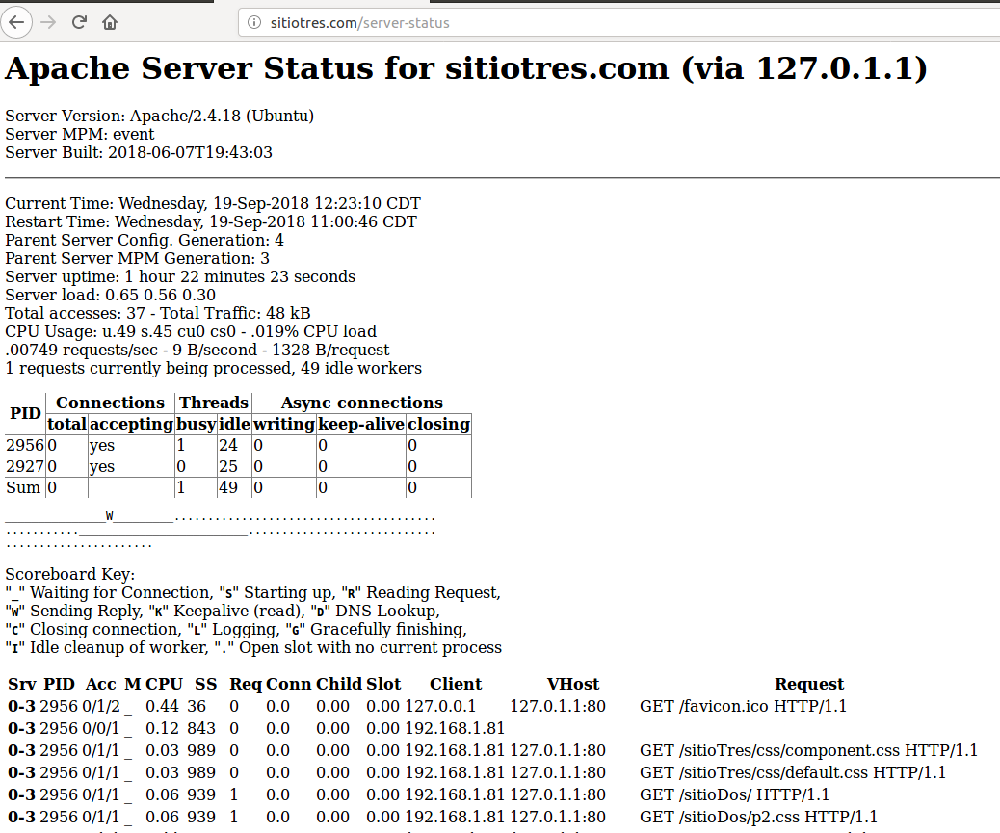 sitiotres.com/server-status
Apache Server Status for sitiotres.com (via 127.0.1.1)
Server Version: Apache/2.4.18 (Ubuntu)
Server MPM: event
Server Built: 2018-06-07T19:43:03
Current Time: Wednesday, 19-Sep-2018 12:23:10 CDT
Restart Time: Wednesday, 19-Sep-2018 11:00:46 CDT
Parent Server Config. Generation: 4
Parent Server MPM Generation: 3
Server uptime: 1 hour 22 minutes 23 seconds
Server load: 0.65 0.56 0.30
Total accesses: 37 - Total Traffic: 48 kB
CPU Usage: u.49 s.45 cu0 cs0 - .019% CPU load
.00749 requests/sec - 9 B/second - 1328 B/request
1 requests currently being processed, 49 idle workers
PID Connections Threads Async connections
total accepting busy idle writing keep-alive closing
2956 0 yes 1 24 0 0 0
2927 0 yes 0 25 0 0 0
Sum 0 1 49 0 0 0
_______________W_________.......................................
..........._________________________............................
......................
Scoreboard Key:
"_" Waiting for Connection, "S" Starting up, "R" Reading Request,
"W" Sending Reply, "K" Keepalive (read), "D" DNS Lookup,
"C" Closing connection, "L" Logging, "G" Gracefully finishing,
"I" Idle cleanup of worker, "." Open slot with no current process
Srv PID Acc M CPU SS Req Conn Child Slot Client VHost Request
0-3 2956 0/1/2 _ 0.44 36 0 0.0 0.00 0.00 127.0.0.1 127.0.1.1:80 GET /favicon.ico HTTP/1.1
0-3 2956 0/0/1 _ 0.12 843 0 0.0 0.00 0.00 192.168.1.81
0-3 2956 0/1/1 _ 0.03 989 0 0.0 0.00 0.00 192.168.1.81 127.0.1.1:80 GET /sitioTres/css/component.css HTTP/1.1
0-3 2956 0/1/1 _ 0.03 989 0 0.0 0.00 0.00 192.168.1.81 127.0.1.1:80 GET /sitioTres/css/default.css HTTP/1.1
0-3 2956 0/1/1 _ 0.06 939 1 0.0 0.00 0.00 192.168.1.81 127.0.1.1:80 GET /sitioDos/ HTTP/1.1
0-3 2956 0/1/1 _ 0.06 939 1 0.0 0.00 0.00 192.168.1.81 127.0.1.1:80 GET /sitioDos/p2.css HTTP/1.1